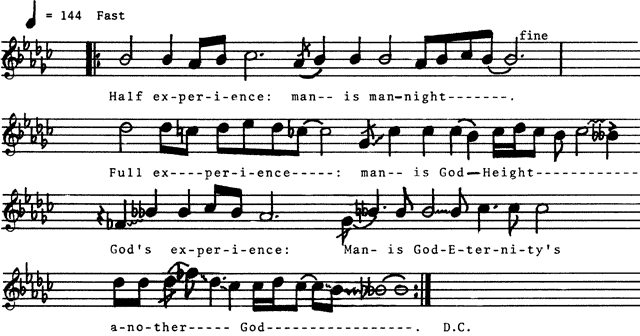 = 144 Fast
fine
Half ex-per-i-ence: man-- is man-night-------.
Full ex----per-i-ence-----: man-- is God-Height------------
God's ex-per-i-ence: Man- is God-E-ter-ni-ty's
a-no-ther----- God-----------------. D.C.